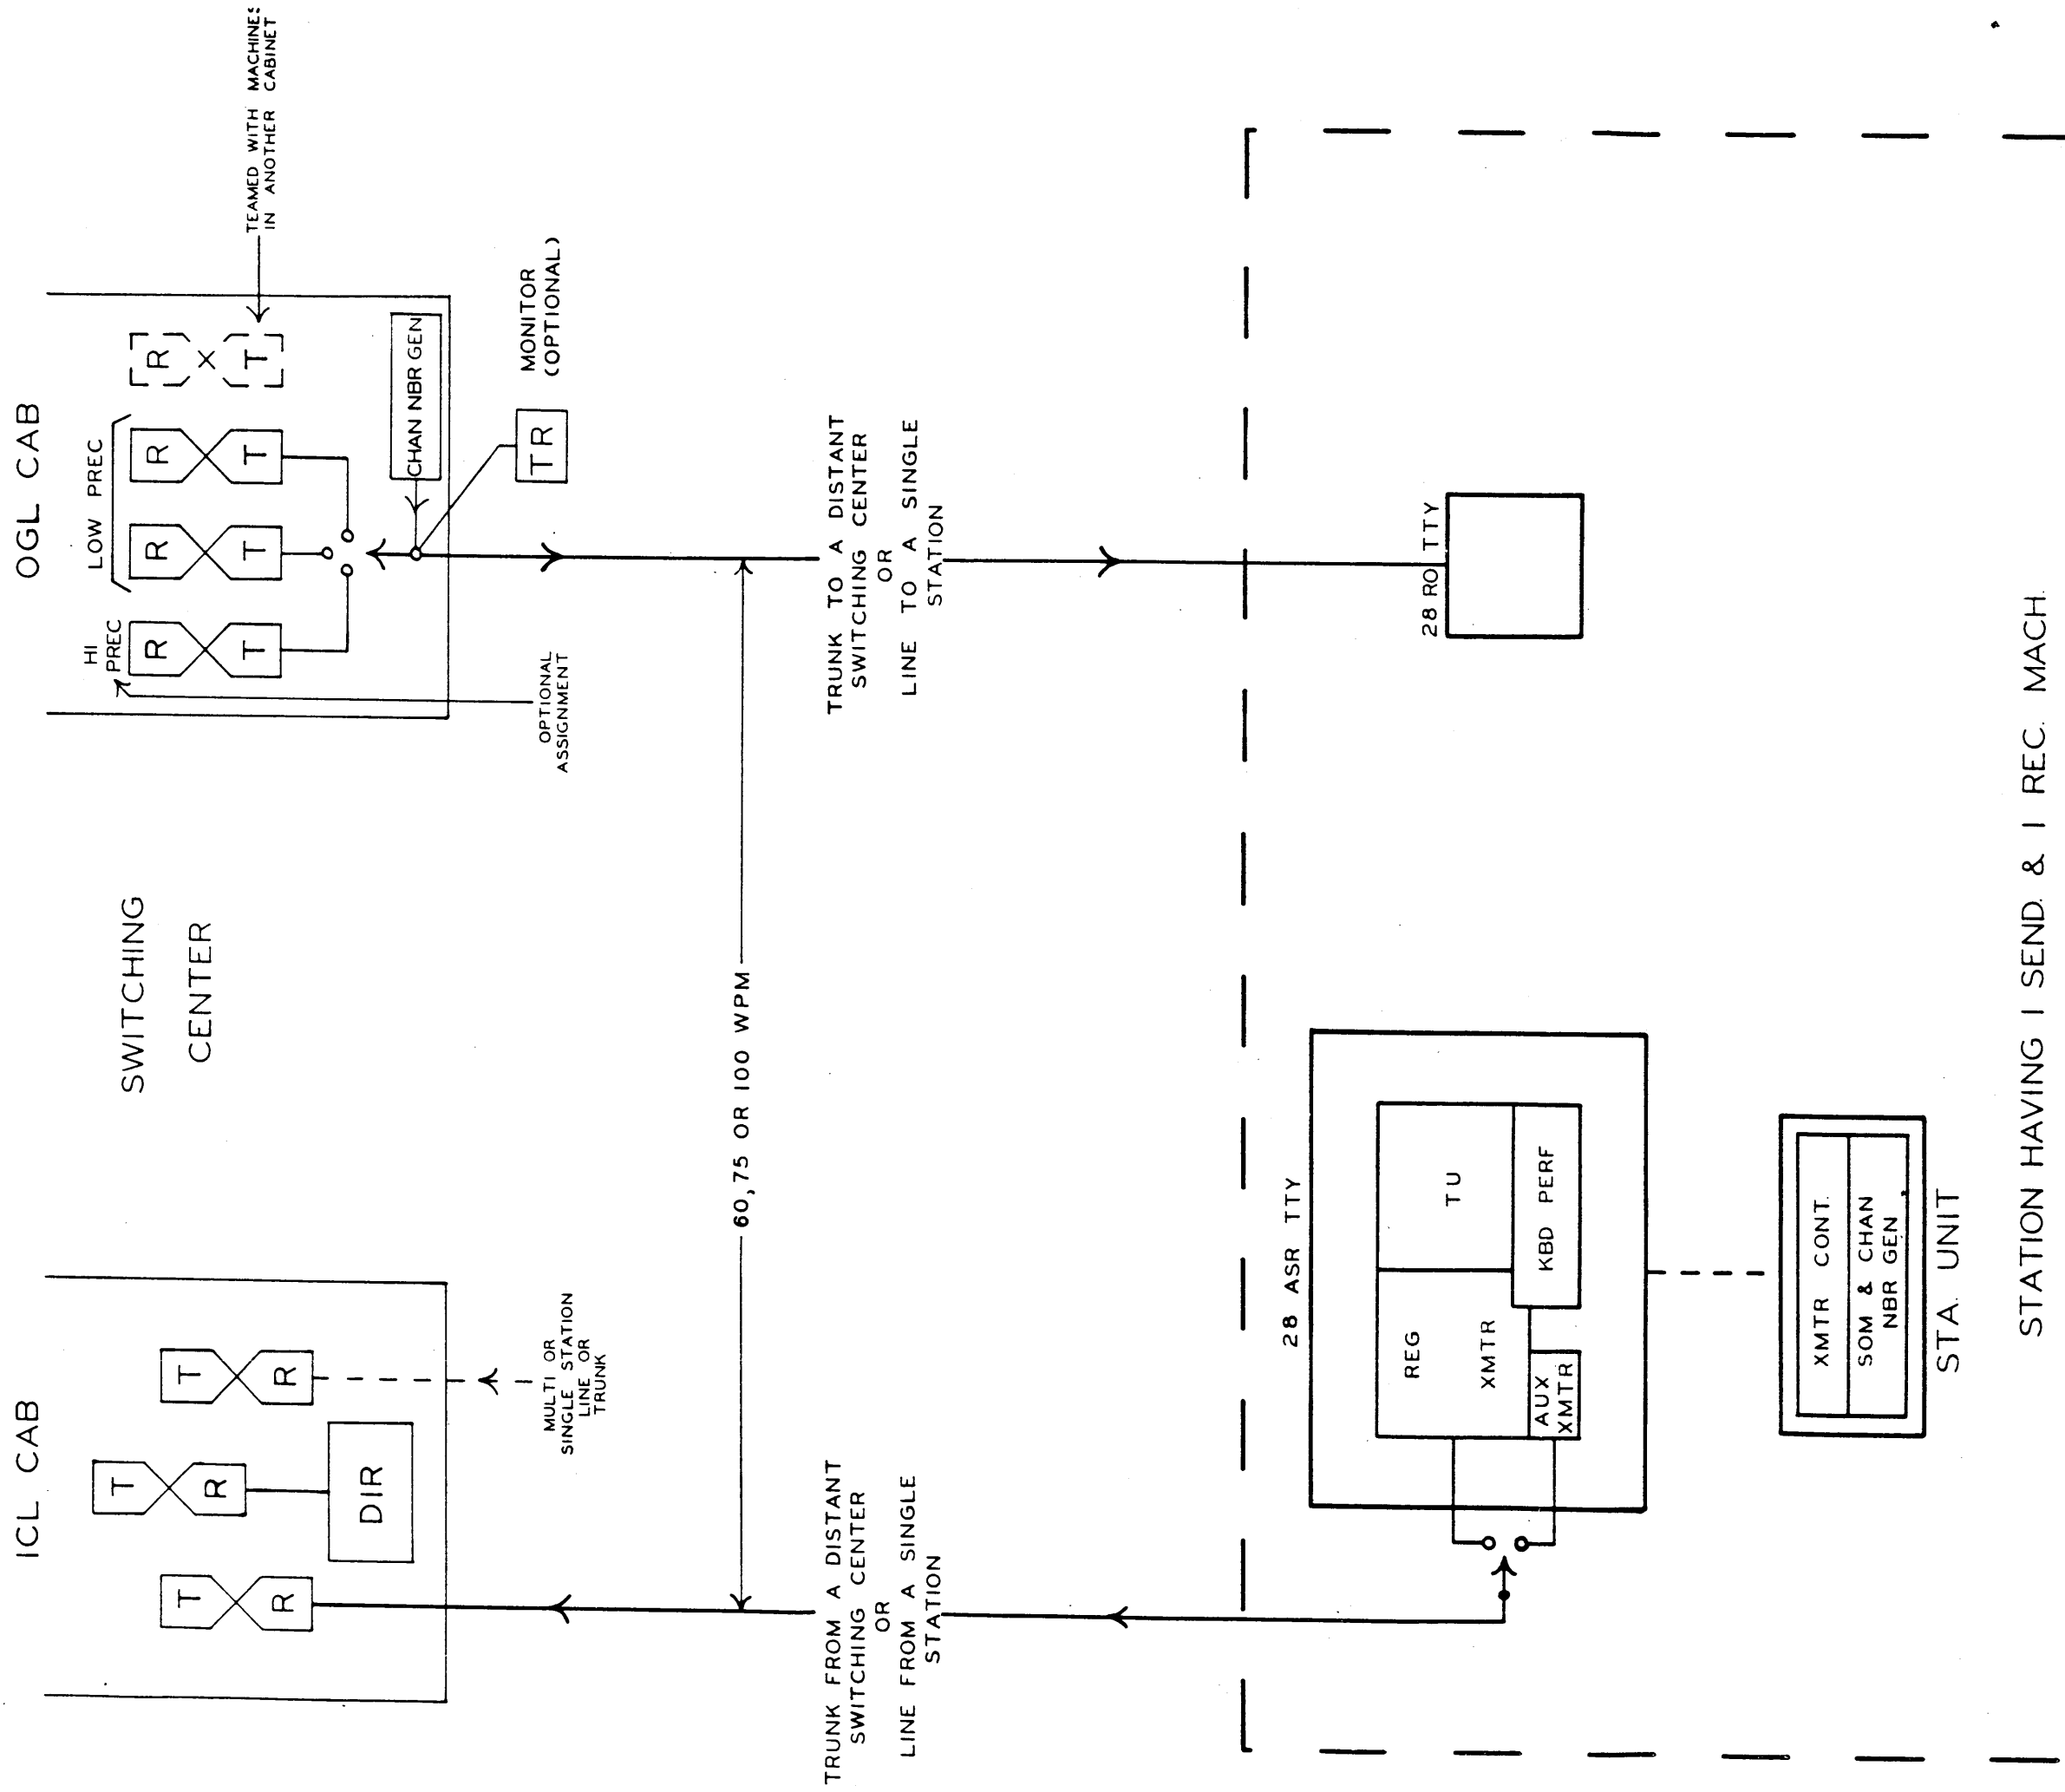 OGL CAB
HI
PREC
LOW PREC
R
T
R
T
R
T
R
X
T
TEAMED WITH MACHINES
IN ANOTHER CABINET
CHAN NBR GEN
TR
MONITOR
(OPTIONAL)
OPTIONAL
ASSIGNMENT
SWITCHING
CENTER
ICL CAB
T
R
T
R
DIR
T
R
MULTI OR
SINGLE STATION
LINE OR
TRUNK
60, 75 OR 100 WPM
TRUNK TO A DISTANT
SWITCHING CENTER
OR
LINE TO A SINGLE
STATION
TRUNK FROM A DISTANT
SWITCHING CENTER
OR
LINE FROM A SINGLE
STATION
28 RO TTY
28 ASR TTY
REG
XMTR
TU
KBD PERF
AUX
XMTR
XMTR CONT.
SOM & CHAN
NBR GEN
STA. UNIT
STATION HAVING 1 SEND. & 1 REC. MACH.